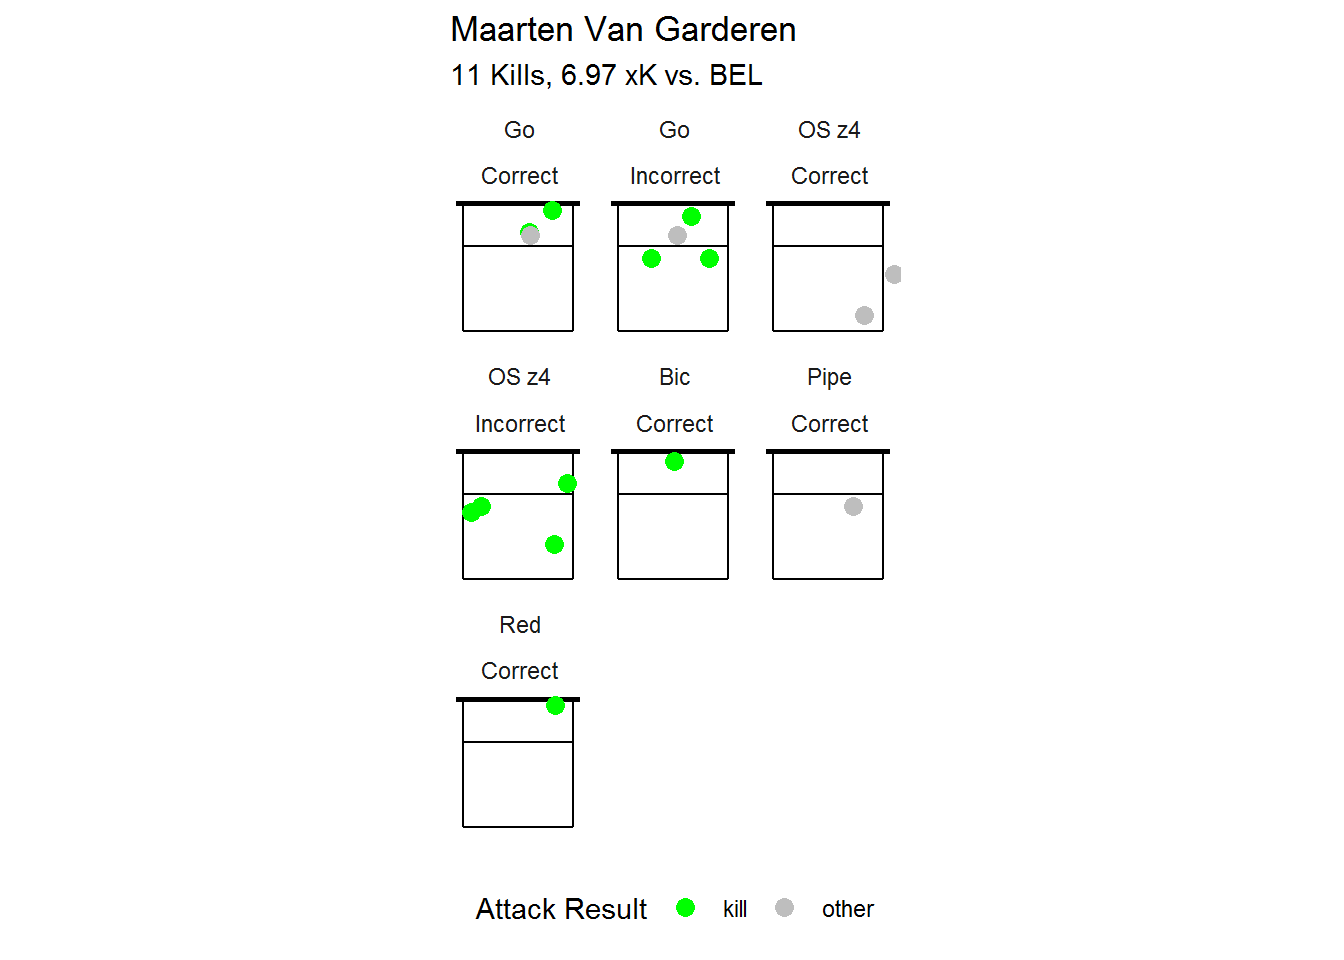 Maarten Van Garderen
11 Kills, 6.97 xK vs. BEL
Go
Correct
Go
Incorrect
OS z4
Correct
OS z4
Incorrect
Bic
Correct
Pipe
Correct
Red
Correct
Attack Result kill other